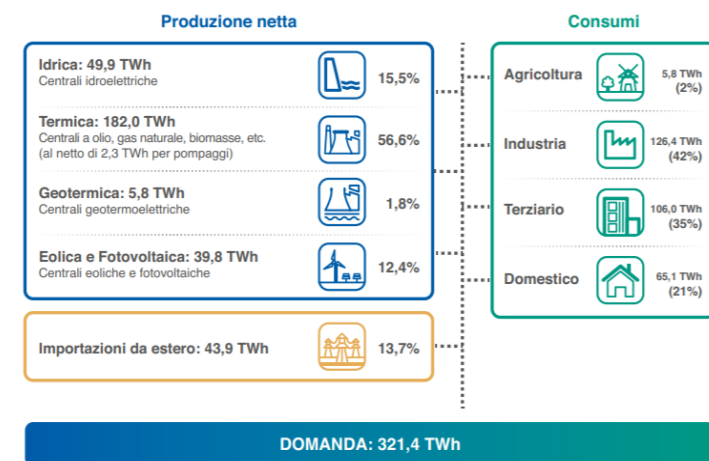 Produzione netta
Idrica: 49,9 TWh
Centrali idroelettriche
15,5%
Termica: 182,0 TWh
Centrali a olio, gas naturale, biomasse, etc.
(al netto di 2,3 TWh per pompaggi)
56,6%
Geotermica: 5,8 TWh
Centrali geotermoelettriche
1,8%
Eolica e Fotovoltaica: 39,8 TWh
Centrali eoliche e fotovoltaiche
12,4%
Importazioni da estero: 43,9 TWh
13,7%
Consumi
Agricoltura
5,8 TWh
(2%)
Industria
126,4 TWh
(42%)
Terziario
106,0 TWh
(35%)
Domestico
65,1 TWh
(21%)
DOMANDA: 321,4 TWh